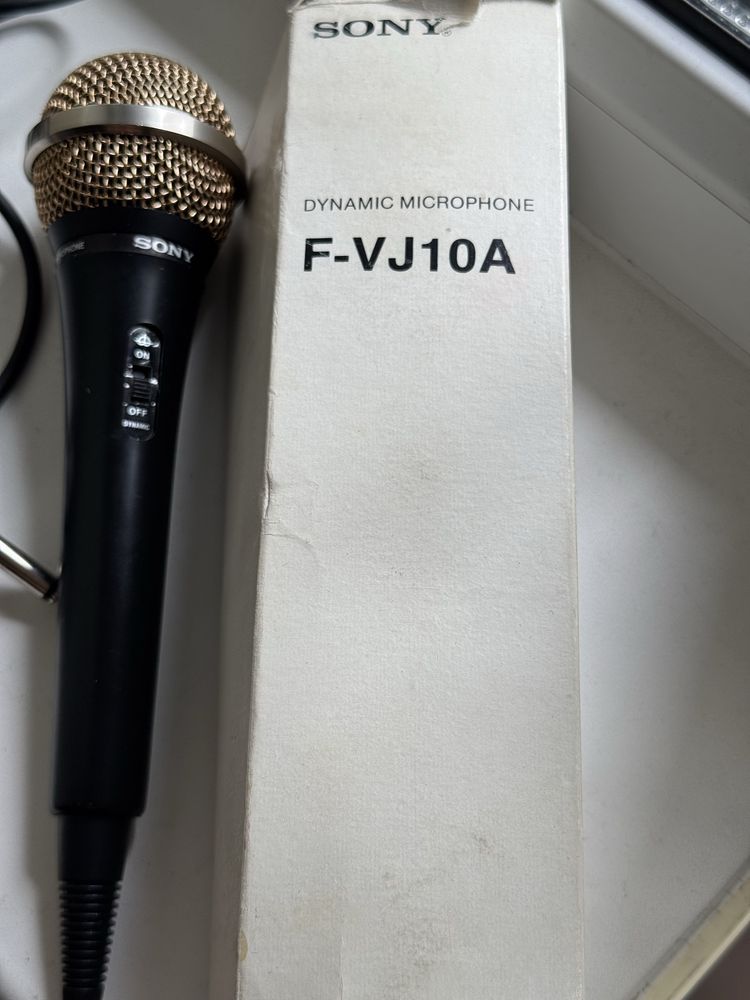 SONY®
DYNAMIC MICROPHONE
F-VJ10A
SONY
ON
OFF
DYNAMIC